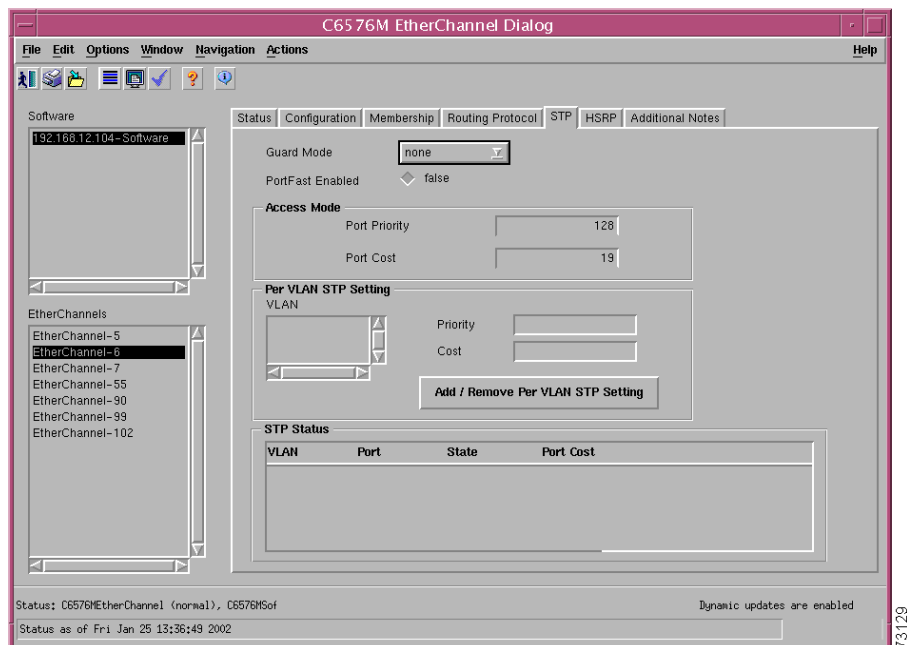 C6576M EtherChannel Dialog
File Edit Options Window Navigation Actions Help
Software
192.168.12.104-Software
EtherChannels
EtherChannel-5
EtherChannel-6
EtherChannel-7
EtherChannel-55
EtherChannel-90
EtherChannel-99
EtherChannel-102
Status Configuration Membership Routing Protocol STP HSRP Additional Notes
Guard Mode none
PortFast Enabled false
Access Mode
Port Priority 128
Port Cost 19
Per VLAN STP Setting
VLAN
Priority
Cost
Add / Remove Per VLAN STP Setting
STP Status
VLAN Port State Port Cost
Status: C6576MEtherChannel (normal), C6576MSof Dynamic updates are enabled
Status as of Fri Jan 25 13:36:49 2002
73129